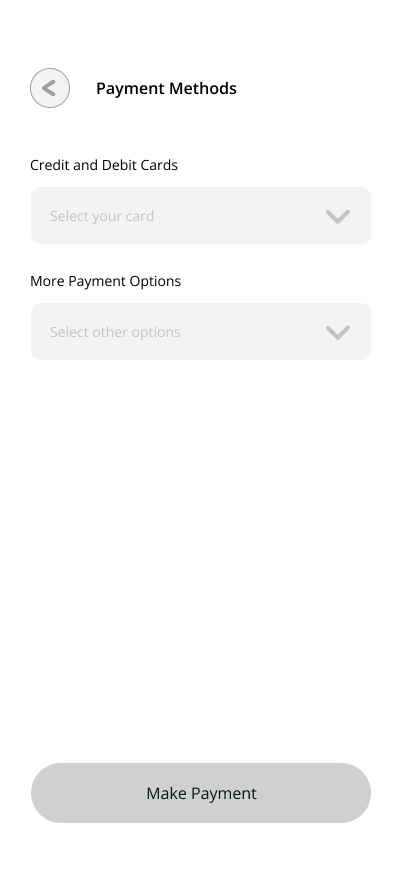 Payment Methods
Credit and Debit Cards
Select your card
More Payment Options
Select other options
Make Payment